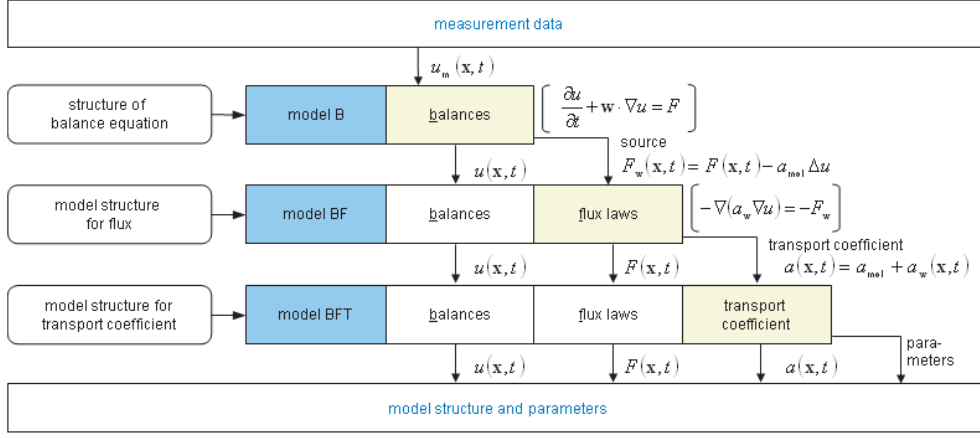 measurement data
uₘ(x,t)
structure of
balance equation
model B
balances
∂u/∂t + w · ∇u = F
source
u(x,t)
F_w(x,t) = F(x,t) − a_mol Δu
model structure
for flux
model BF
balances
flux laws
−∇(a_w ∇u) = −F_w
transport coefficient
u(x,t)
F(x,t)
a(x,t) = a_mol + a_w(x,t)
model structure for
transport coefficient
model BFT
balances
flux laws
transport
coefficient
para-
meters
u(x,t)
F(x,t)
a(x,t)
model structure and parameters